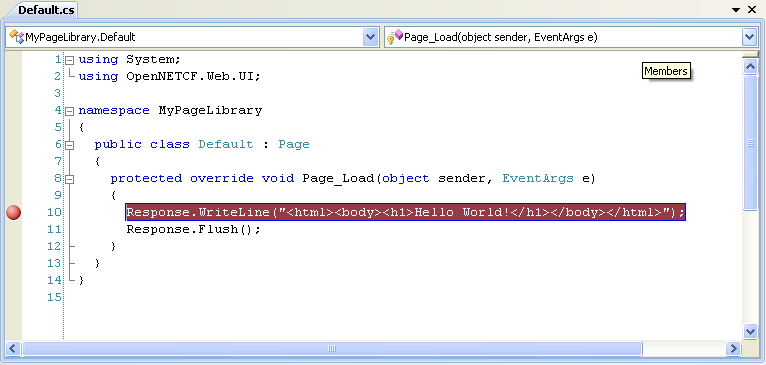 Default.cs
MyPageLibrary.Default
Page_Load(object sender, EventArgs e)
Members
1 using System;
2 using OpenNETCF.Web.UI;
3
4 namespace MyPageLibrary
5 {
6 public class Default : Page
7 {
8 protected override void Page_Load(object sender, EventArgs e)
9 {
10 Response.WriteLine("<html><body><h1>Hello World!</h1></body></html>");
11 Response.Flush();
12 }
13 }
14 }
15